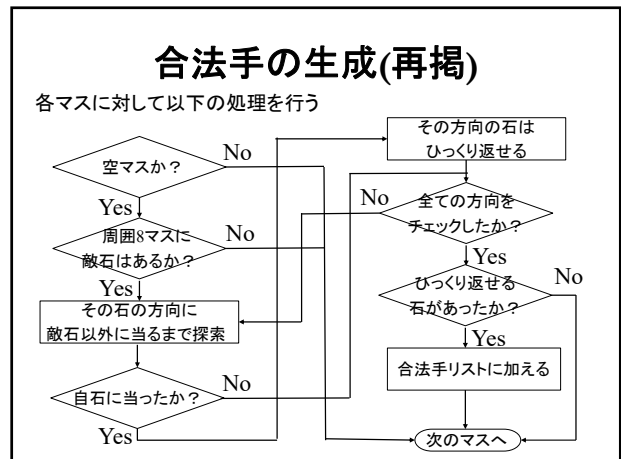 合法手の生成(再掲)
各マスに対して以下の処理を行う
空マスか？
No
Yes
周囲8マスに
敵石はあるか？
No
Yes
その石の方向に
敵石以外に当るまで探索
自石に当ったか？
No
Yes
その方向の石は
ひっくり返せる
全ての方向を
チェックしたか？
No
Yes
ひっくり返せる
石があったか？
No
Yes
合法手リストに加える
次のマスへ